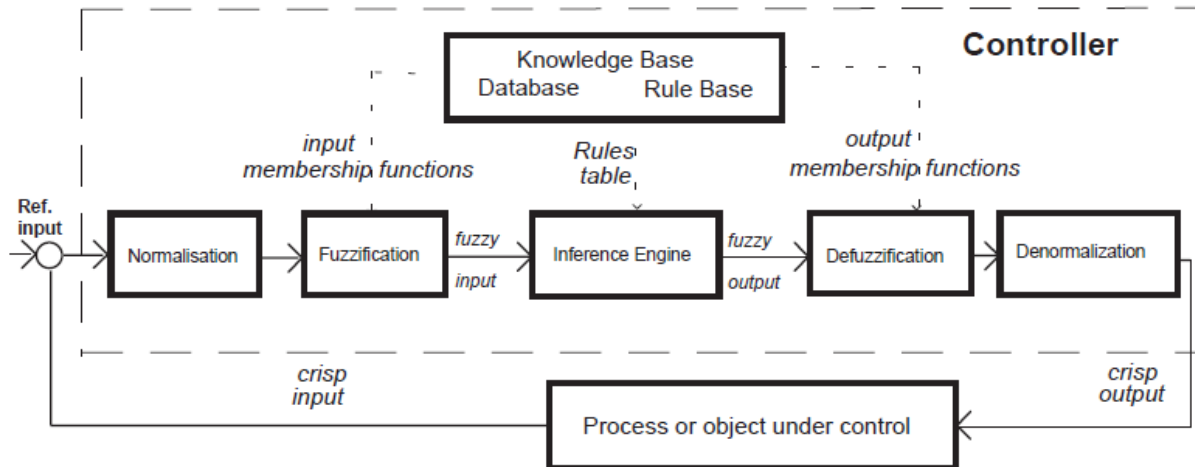 Controller
Knowledge Base
Database Rule Base
input
membership functions
Rules
table
output
membership functions
Ref.
input
Normalisation
Fuzzification
fuzzy
input
Inference Engine
fuzzy
output
Defuzzification
Denormalization
crisp
input
crisp
output
Process or object under control